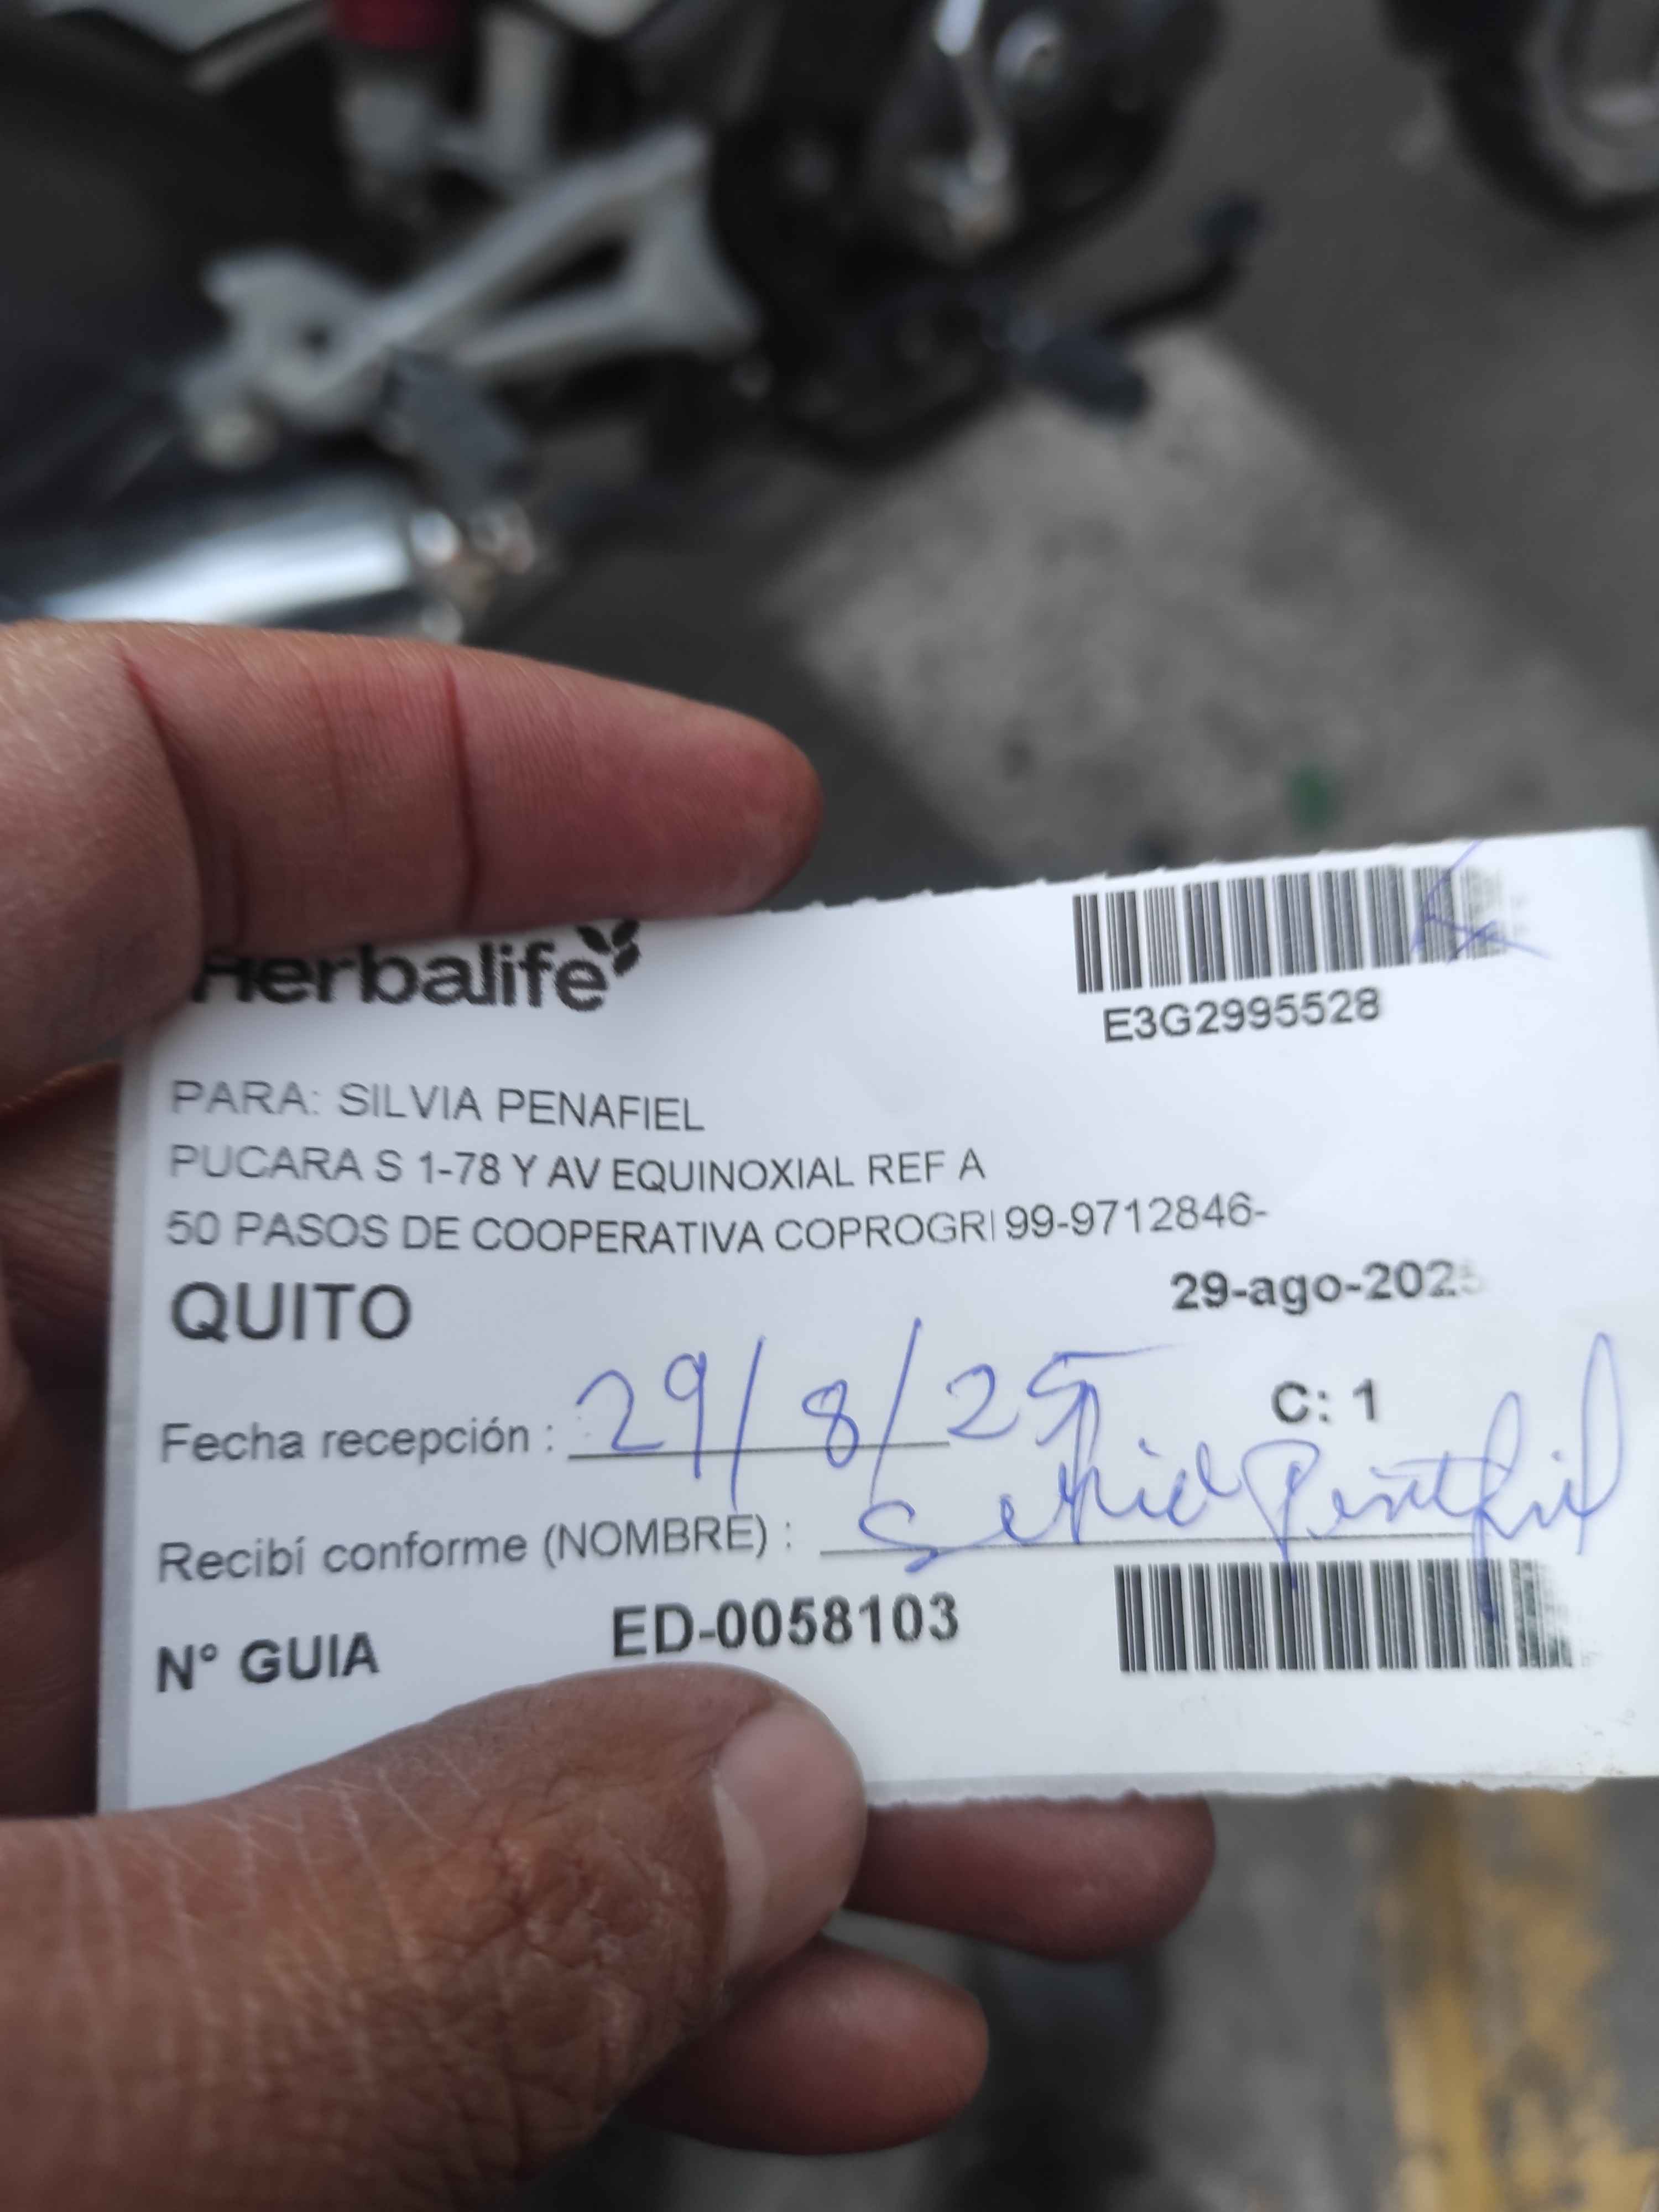 Herbalife
E3G2995528
PARA: SILVIA PENAFIEL
PUCARA S 1-78 Y AV EQUINOXIAL REF A
50 PASOS DE COOPERATIVA COPROGRI 99-9712846-
QUITO
29-ago-2025
Fecha recepción : 29/8/25
C: 1
Recibí conforme (NOMBRE) :
N° GUIA ED-0058103